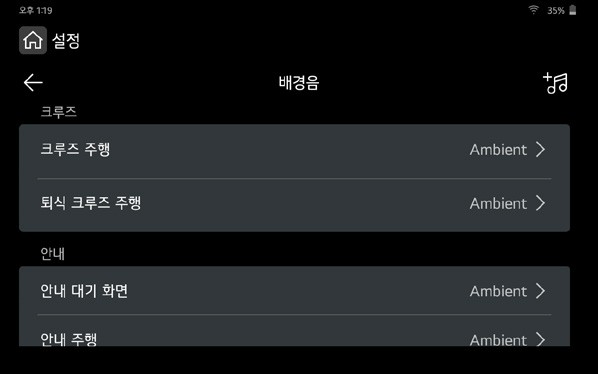 오후 1:19
35%
설정
배경음
크루즈
크루즈 주행 Ambient
퇴식 크루즈 주행 Ambient
안내
안내 대기 화면 Ambient
안내 주행 Ambient